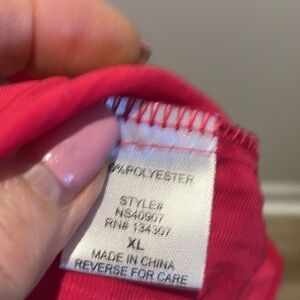 %POLYESTER
STYLE#
NS40907
RN# 134307
XL
MADE IN CHINA
REVERSE FOR CARE